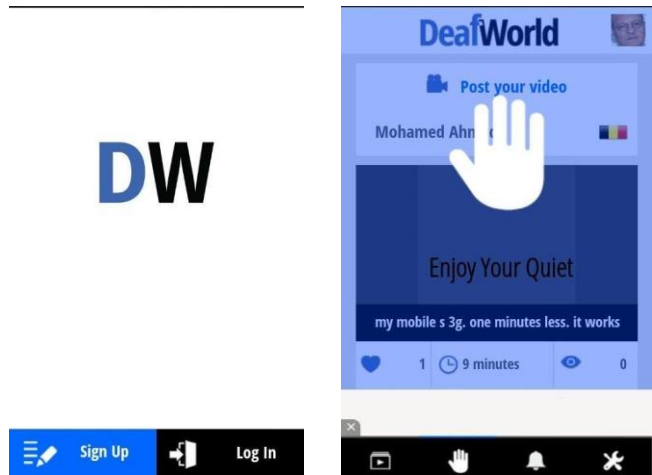 DW
Sign Up
Log In
DeafWorld
Post your video
Mohamed
Enjoy Your Quiet
my mobile s 3g. one minutes less. it works
1
9 minutes
0